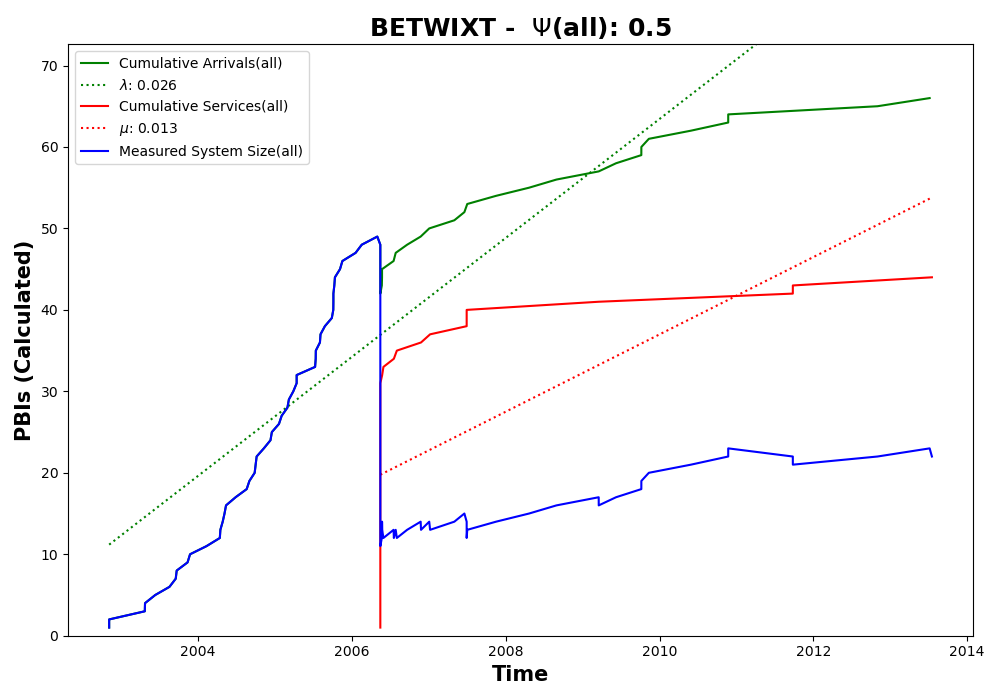 BETWIXT - Ψ(all): 0.5
Cumulative Arrivals(all)
λ: 0.026
Cumulative Services(all)
μ: 0.013
Measured System Size(all)
PBIs (Calculated)
70
60
50
40
30
20
10
0
2004 2006 2008 2010 2012 2014
Time